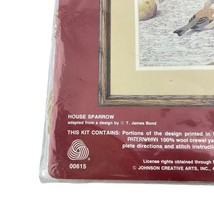 HOUSE SPARROW
adapted from a design by © T. James Bond
THIS KIT CONTAINS: Portions of the design printed in
PATERNAYAN 100% wool crewel ya
plete directions and stitch instructio
License rights obtained through
© JOHNSON CREATIVE ARTS, INC.,
00615